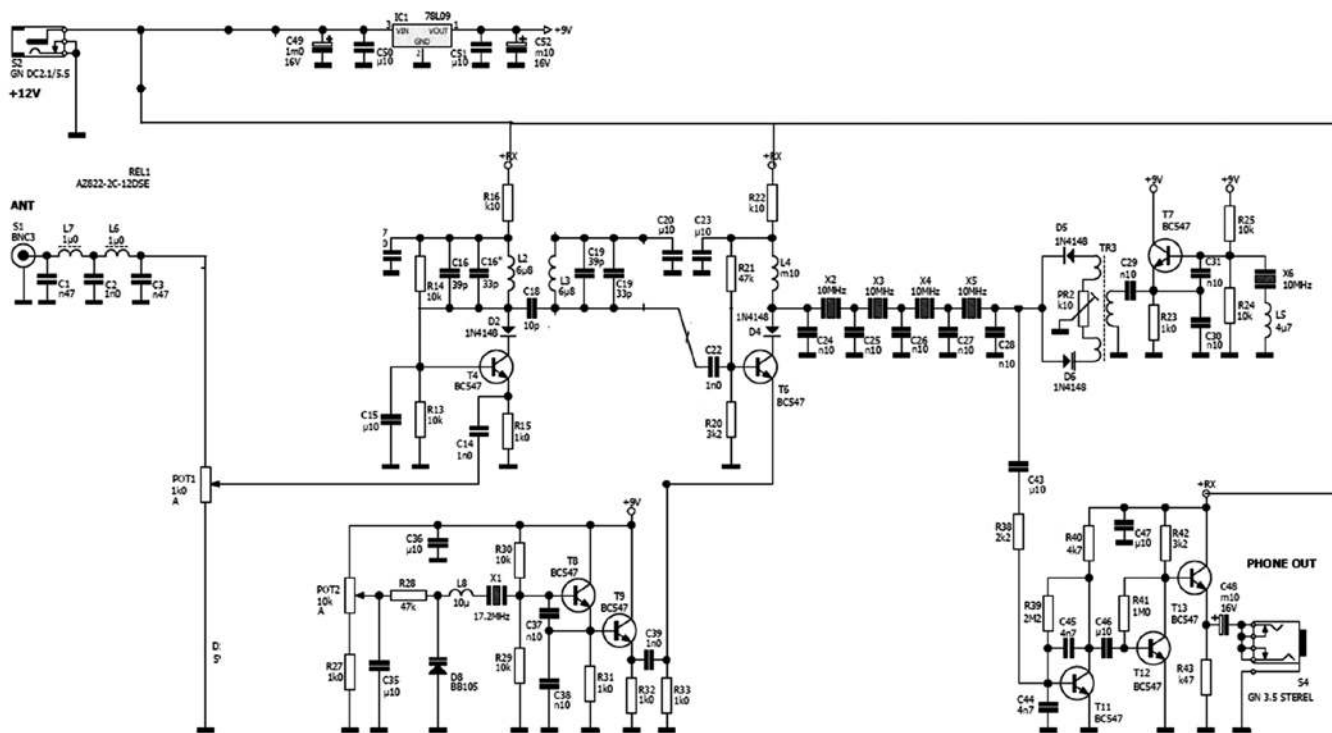 IC1 78L09
3 VIN VOUT 1
GND
2
+9V
C49
1m0
16V
C50
µ10
C51
µ10
C52
m10
16V
S2
GN DC2.1/5.5
+12V
REL1
AZ822-2C-12DSE
ANT
S1
BNC3
L7
1µ0
L6
1µ0
C1
n47
C2
1n0
C3
n47
POT1
1k0
A
+RX
R16
k10
R14
10k
C16
39p
C16"
33p
L2
6µ8
C18
10p
L3
6µ8
C19
39p
C19
33p
C20
µ10
C23
µ10
D2
1N4148
T4
BC547
C15
µ10
R13
10k
C14
1n0
R15
1k0
+RX
R22
k10
R21
47k
L4
m10
1N4148
D4
C22
1n0
T6
BC547
R20
3k2
X2
10MHz
X3
10MHz
X4
10MHz
X5
10MHz
C24
n10
C25
n10
C26
n10
C27
n10
C28
n10
D5
1N4148
TR3
PR2
k10
D6
1N4148
C29
n10
+9V
T7
BC547
R23
1k0
C31
n10
C30
n10
+9V
R25
10k
R24
10k
X6
10MHz
L5
4µ7
+9V
C36
µ10
POT2
10k
A
R27
1k0
R28
47k
C35
µ10
D8
BB105
L8
10µ
X1
17.2MHz
R30
10k
R29
10k
C37
n10
C38
n10
T8
BC547
R31
1k0
T9
BC547
R32
1k0
C39
1n0
R33
1k0
C43
µ10
R38
2k2
R39
2M2
C44
4n7
C45
4n7
R40
4k7
C46
µ10
T11
BC547
C47
µ10
R41
1M0
R42
3k2
T12
BC547
+RX
T13
BC547
R43
k47
C48
m10
16V
PHONE OUT
S4
GN 3.5 STEREL